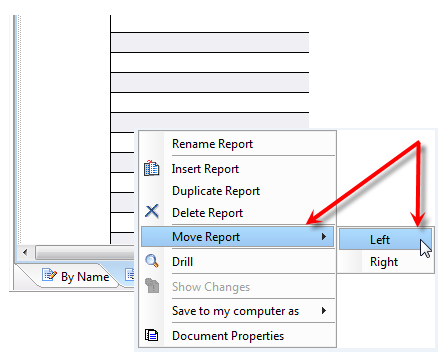 Rename Report
Insert Report
Duplicate Report
Delete Report
Move Report
Left
Drill
Right
Show Changes
Save to my computer as
Document Properties
By Name